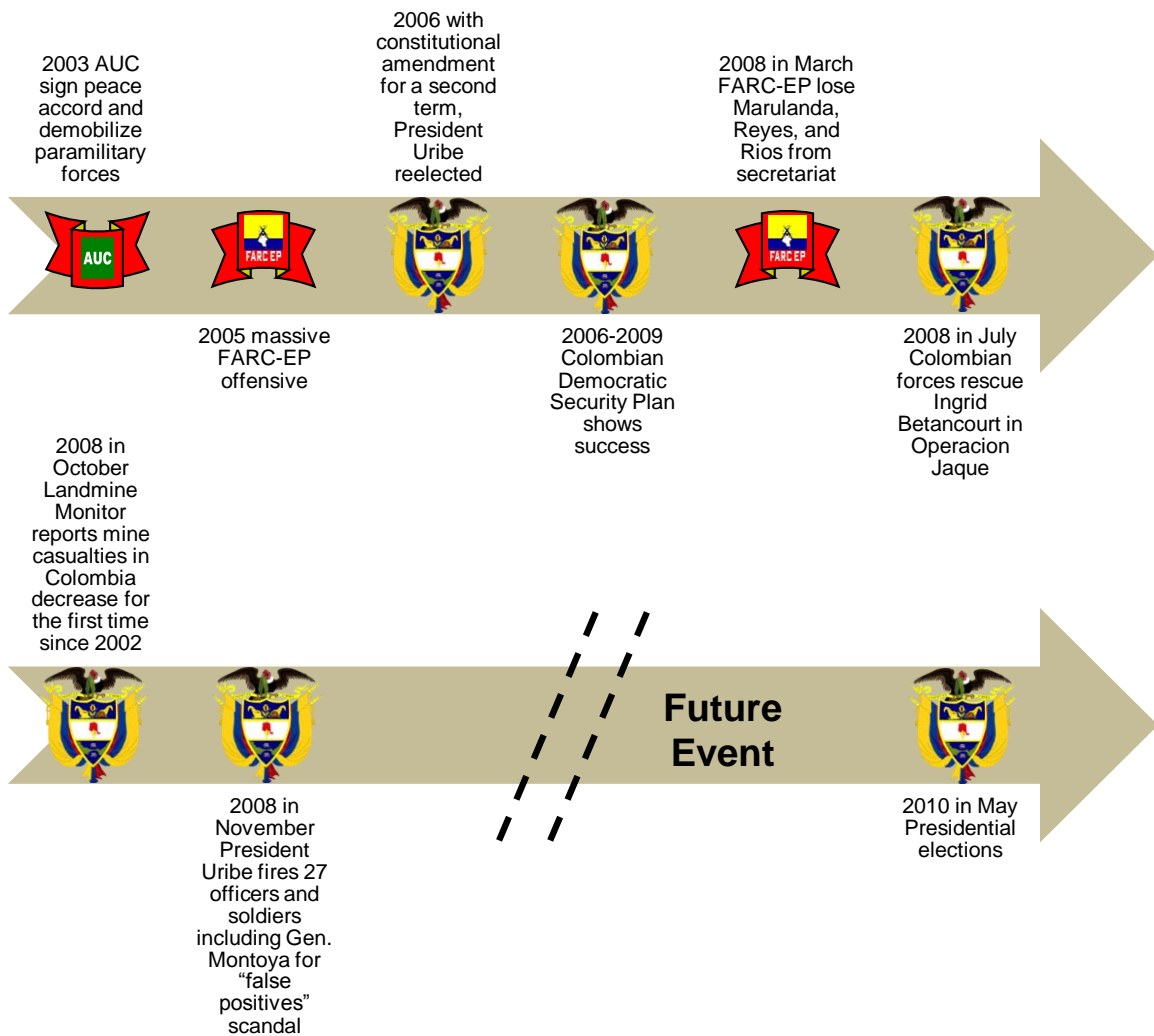 2003 AUC
sign peace
accord and
demobilize
paramilitary
forces
AUC
2005 massive
FARC-EP
offensive
FARC EP
2006 with
constitutional
amendment
for a second
term,
President
Uribe
reelected
2006-2009
Colombian
Democratic
Security Plan
shows
success
2008 in March
FARC-EP lose
Marulanda,
Reyes, and
Rios from
secretariat
FARC EP
2008 in July
Colombian
forces rescue
Ingrid
Betancourt in
Operacion
Jaque
2008 in
October
Landmine
Monitor
reports mine
casualties in
Colombia
decrease for
the first time
since 2002
2008 in
November
President
Uribe fires 27
officers and
soldiers
including Gen.
Montoya for
“false
positives”
scandal
Future
Event
2010 in May
Presidential
elections